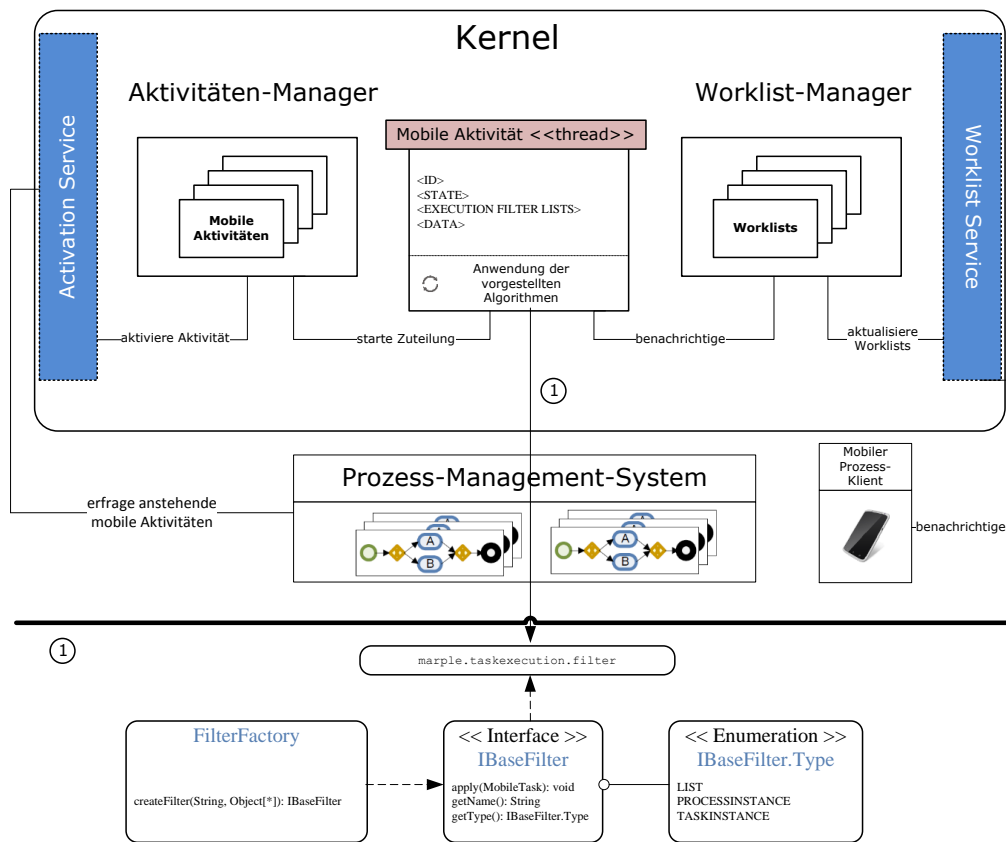 Kernel
Activation Service
Aktivitäten-Manager
Mobile
Aktivitäten
Mobile Aktivität <<thread>>
<ID>
<STATE>
<EXECUTION FILTER LISTS>
<DATA>
Anwendung der
vorgestellten
Algorithmen
Worklist-Manager
Worklists
Worklist Service
aktiviere Aktivität
starte Zuteilung
benachrichtige
aktualisiere
Worklists
1
Prozess-Management-System
A
B
A
B
erfrage anstehende
mobile Aktivitäten
Mobiler
Prozess-
Klient
benachrichtige
1
marple.taskexecution.filter
FilterFactory
createFilter(String, Object[*]): IBaseFilter
<< Interface >>
IBaseFilter
apply(MobileTask): void
getName(): String
getType(): IBaseFilter.Type
<< Enumeration >>
IBaseFilter.Type
LIST
PROCESSINSTANCE
TASKINSTANCE